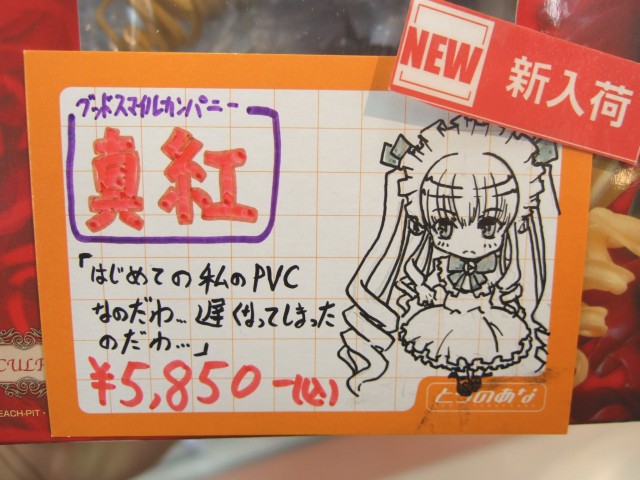 NEW
新入荷
グッドスマイルカンパニー
真紅
「はじめての私のPVC
なのだわ…遅くなってしまった
のだわ…」
¥5,850-(込)
とらのあな
EACH-PIT